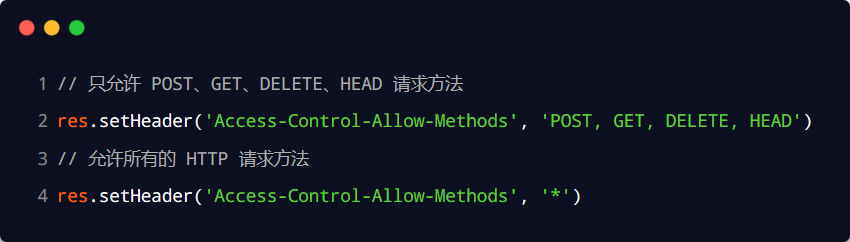 1 // 只允许 POST、GET、DELETE、HEAD 请求方法
2 res.setHeader('Access-Control-Allow-Methods', 'POST, GET, DELETE, HEAD')
3 // 允许所有的 HTTP 请求方法
4 res.setHeader('Access-Control-Allow-Methods', '*')